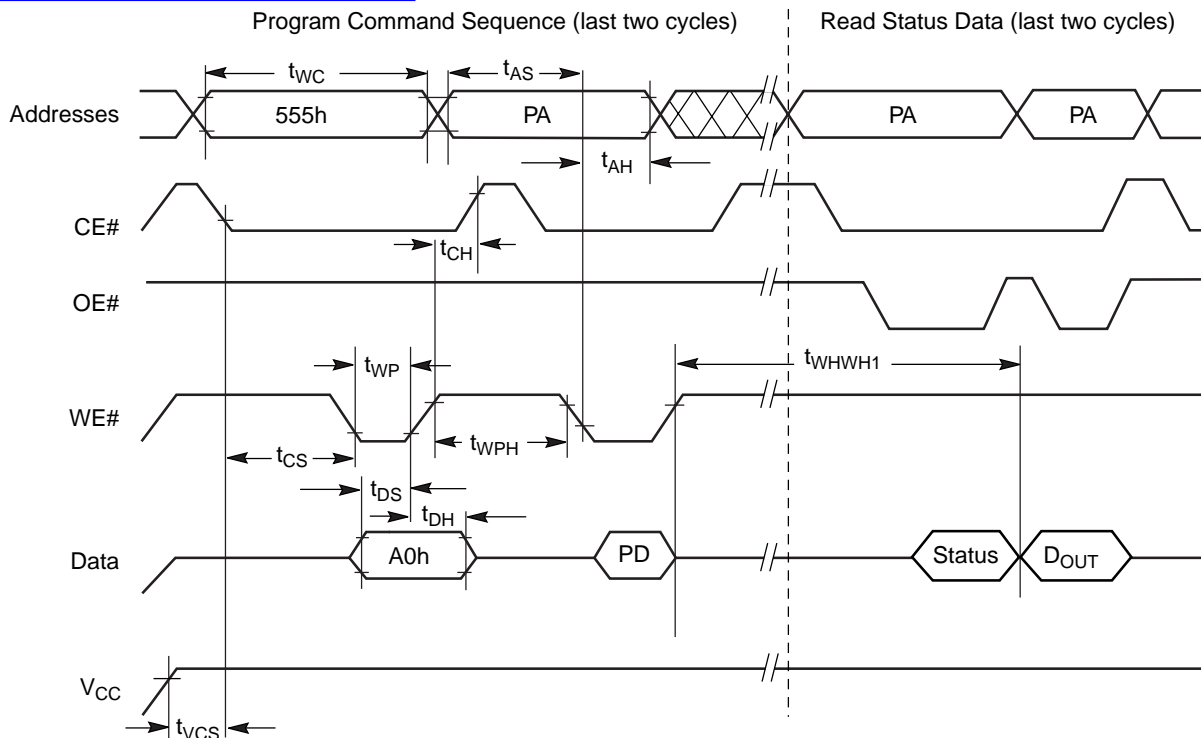 Program Command Sequence (last two cycles) Read Status Data (last two cycles)
tWC tAS
Addresses 555h PA PA PA
tAH
CE#
tCH
OE#
tWP tWHWH1
WE#
tCS tWPH
tDS
tDH
Data A0h PD Status DOUT
VCC
tVCS